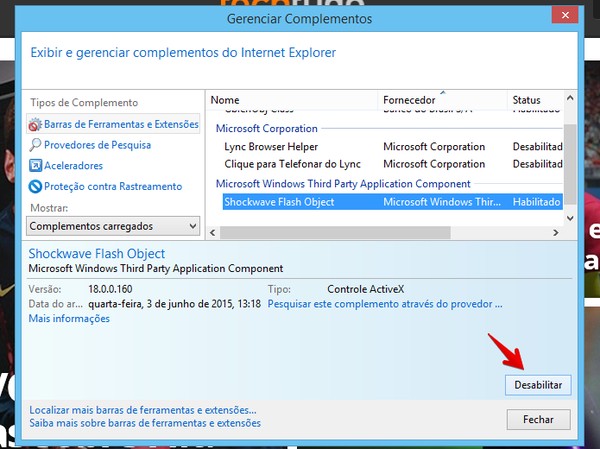 Gerenciar Complementos
Exibir e gerenciar complementos do Internet Explorer
Tipos de Complemento
Barras de Ferramentas e Extensões
Provedores de Pesquisa
Aceleradores
Proteção contra Rastreamento
Mostrar:
Complementos carregados
Nome Fornecedor Status
Microsoft Corporation
Lync Browser Helper Microsoft Corporation Desabilitad
Clique para Telefonar do Lync Microsoft Corporation Desabilitad
Microsoft Windows Third Party Application Component
Shockwave Flash Object Microsoft Windows Thir... Habilitado
Shockwave Flash Object
Microsoft Windows Third Party Application Component
Versão: 18.0.0.160 Tipo: Controle ActiveX
Data do ar... quarta-feira, 3 de junho de 2015, 13:18 Pesquisar este complemento através do provedor ...
Mais informações
Desabilitar
Localizar mais barras de ferramentas e extensões...
Saiba mais sobre barras de ferramentas e extensões
Fechar